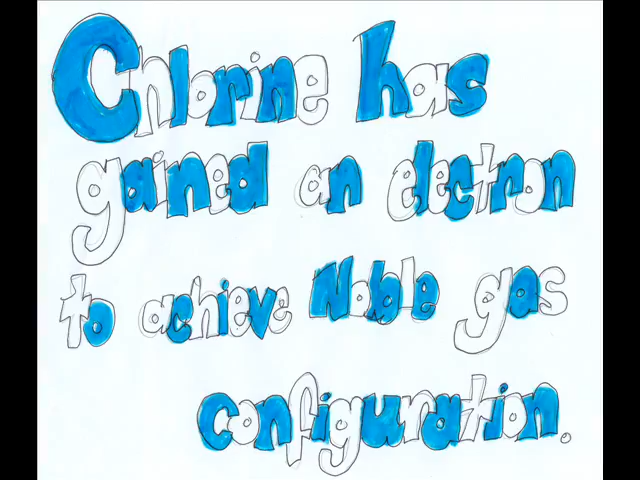 Chlorine has
gained an electron
to achieve Noble gas
configuration.